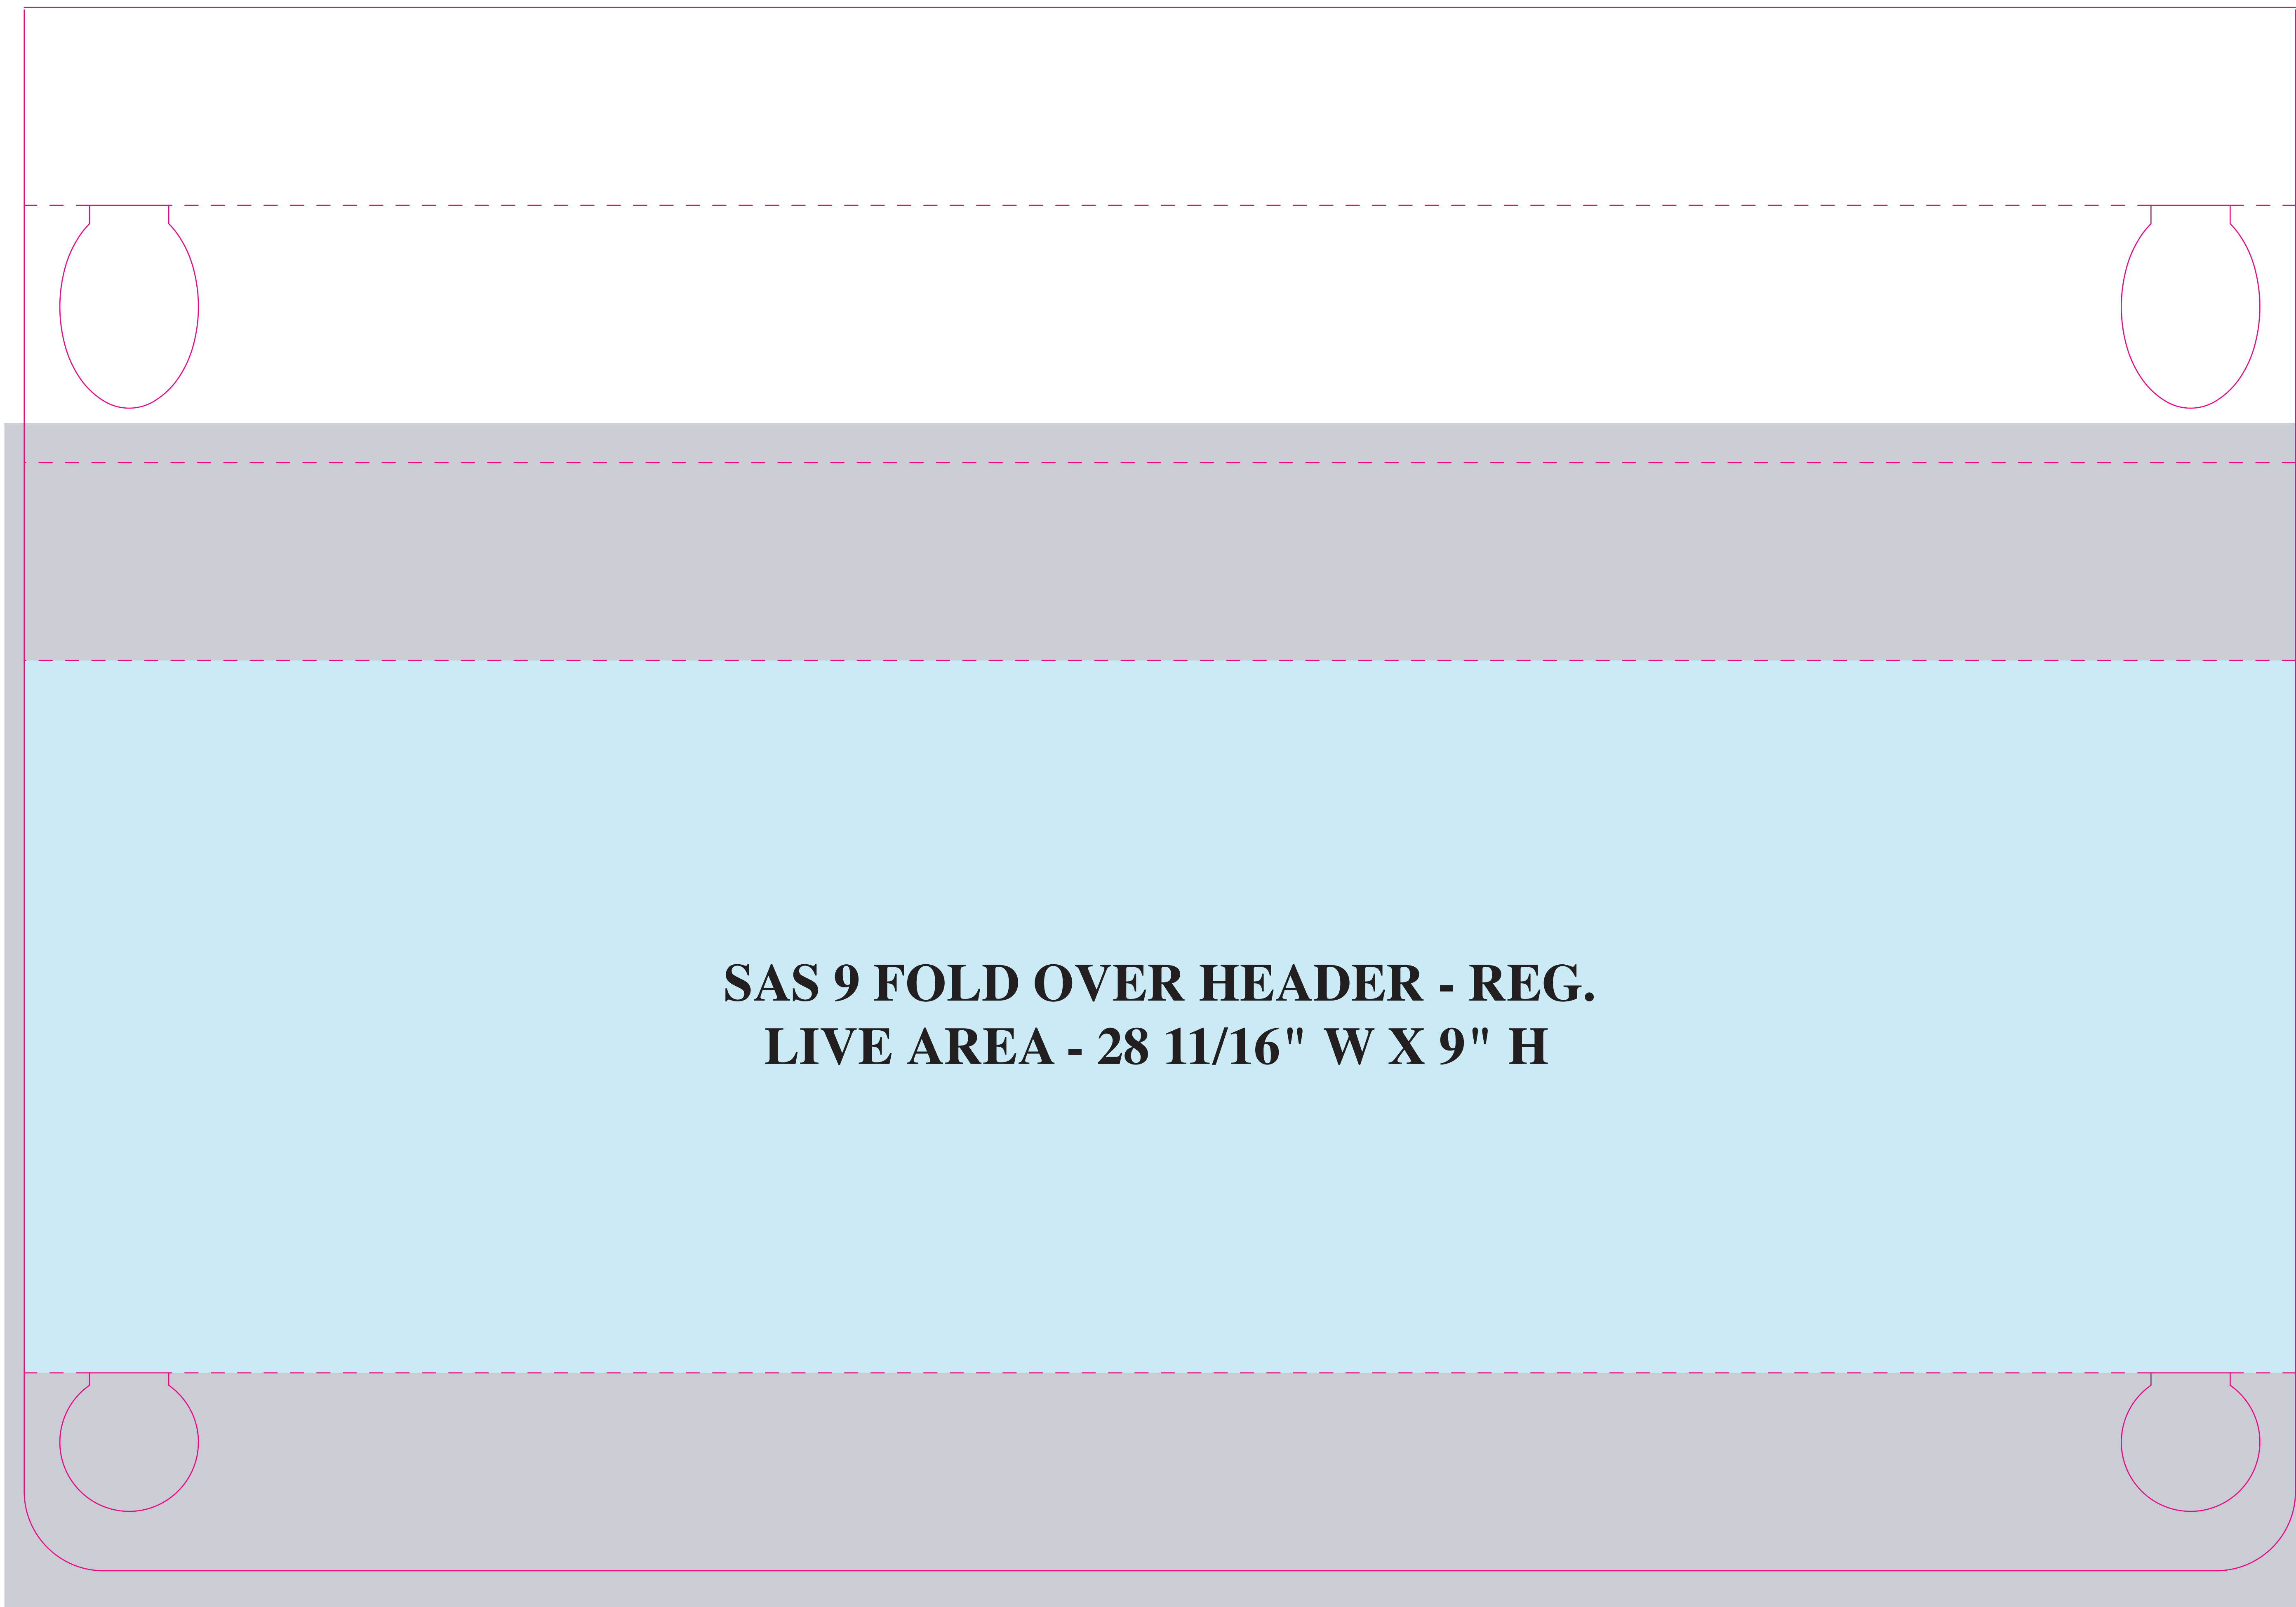 SAS 9 FOLD OVER HEADER - REG.
LIVE AREA - 28 11/16" W X 9" H